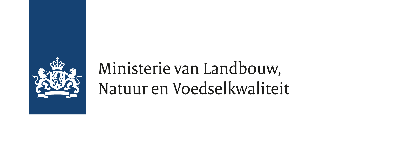 Ministerie van Landbouw,
Natuur en Voedselkwaliteit